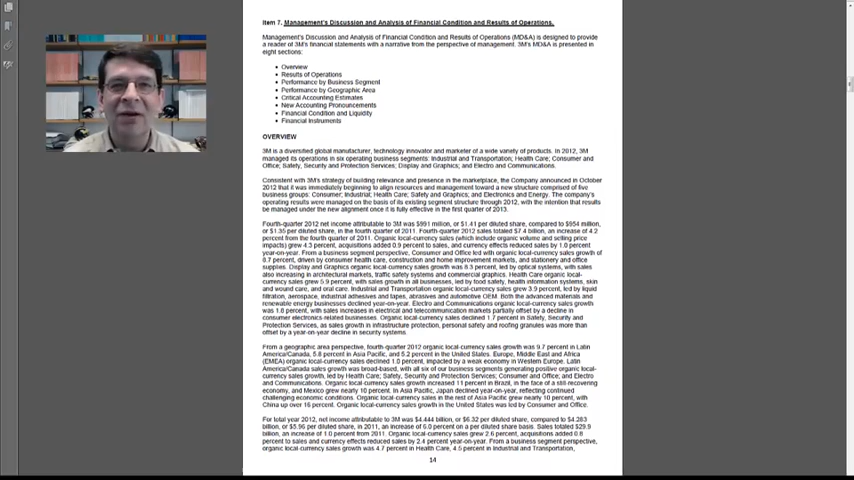 Item 7. Management's Discussion and Analysis of Financial Condition and Results of Operations.
Management's Discussion and Analysis of Financial Condition and Results of Operations (MD&A) is designed to provide
a reader of 3M's financial statements with a narrative from the perspective of management. 3M's MD&A is presented in
eight sections:
• Overview
• Results of Operations
• Performance by Business Segment
• Performance by Geographic Area
• Critical Accounting Estimates
• New Accounting Pronouncements
• Financial Condition and Liquidity
• Financial Instruments
OVERVIEW
3M is a diversified global manufacturer, technology innovator and marketer of a wide variety of products. In 2012, 3M
managed its operations in six operating business segments: Industrial and Transportation; Health Care; Consumer and
Office; Safety, Security and Protection Services; Display and Graphics; and Electro and Communications.
Consistent with 3M's strategy of building relevance and presence in the marketplace, the Company announced in October
2012 that it was immediately beginning to align resources and management toward a new structure comprised of five
business groups: Consumer; Industrial; Health Care; Safety and Graphics; and Electronics and Energy. The company's
operating results were managed on the basis of its existing segment structure through 2012, with the intention that results
be managed under the new alignment once it is fully effective in the first quarter of 2013.
Fourth-quarter 2012 net income attributable to 3M was $991 million, or $1.41 per diluted share, compared to $954 million,
or $1.35 per diluted share, in the fourth quarter of 2011. Fourth-quarter 2012 sales totaled $7.4 billion, an increase of 4.2
percent from the fourth quarter of 2011. Organic local-currency sales (which include organic volume and selling price
impacts) grew 4.3 percent, acquisitions added 0.9 percent to sales, and currency effects reduced sales by 1.0 percent
year-on-year. From a business segment perspective, Consumer and Office led with organic local-currency sales growth of
6.7 percent, driven by consumer health care, construction and home improvement markets, and stationery and office
supplies. Display and Graphics organic local-currency sales growth was 6.3 percent, led by optical systems, with sales
also increasing in architectural markets, traffic safety systems and commercial graphics. Health Care organic local-
currency sales grew 5.9 percent, with sales growth in all businesses, led by food safety, health information systems, skin
and wound care, and oral care. Industrial and Transportation organic local-currency sales grew 3.9 percent, led by liquid
filtration, aerospace, industrial adhesives and tapes, abrasives and automotive OEM. Both the advanced materials and
renewable energy businesses declined year-on-year. Electro and Communications organic local-currency sales growth
was 1.8 percent, with sales increases in electrical and telecommunication markets partially offset by a decline in
consumer electronics-related businesses. Organic local-currency sales declined 1.7 percent in Safety, Security and
Protection Services, as sales growth in infrastructure protection, personal safety and roofing granules was more than
offset by a year-on-year decline in security systems.
From a geographic area perspective, fourth-quarter 2012 organic local-currency sales growth was 9.7 percent in Latin
America/Canada, 5.8 percent in Asia Pacific, and 5.2 percent in the United States. Europe, Middle East and Africa
(EMEA) organic local-currency sales declined 1.0 percent, impacted by a weak economy in Western Europe. Latin
America/Canada sales growth was broad-based, with all six of our business segments generating positive organic local-
currency sales growth, led by Health Care; Safety, Security and Protection Services; Consumer and Office; and Electro
and Communications. Organic local-currency sales increased 11 percent in Brazil, in the face of a still-recovering
economy, and Mexico grew nearly 10 percent. In Asia Pacific, Japan declined year-on-year, reflecting continued
challenging economic conditions. Organic local-currency sales in the rest of Asia Pacific grew nearly 10 percent, with
China up over 16 percent. Organic local-currency sales growth in the United States was led by Consumer and Office.
For total year 2012, net income attributable to 3M was $4.444 billion, or $6.32 per diluted share, compared to $4.283
billion, or $5.96 per diluted share, in 2011, an increase of 6.0 percent on a per diluted share basis. Sales totaled $29.9
billion, an increase of 1.0 percent from 2011. Organic local-currency sales grew 2.6 percent, acquisitions added 0.8
percent to sales and currency effects reduced sales by 2.4 percent year-on-year. From a business segment perspective,
organic local-currency sales growth was 4.7 percent in Health Care, 4.5 percent in Industrial and Transportation,
14